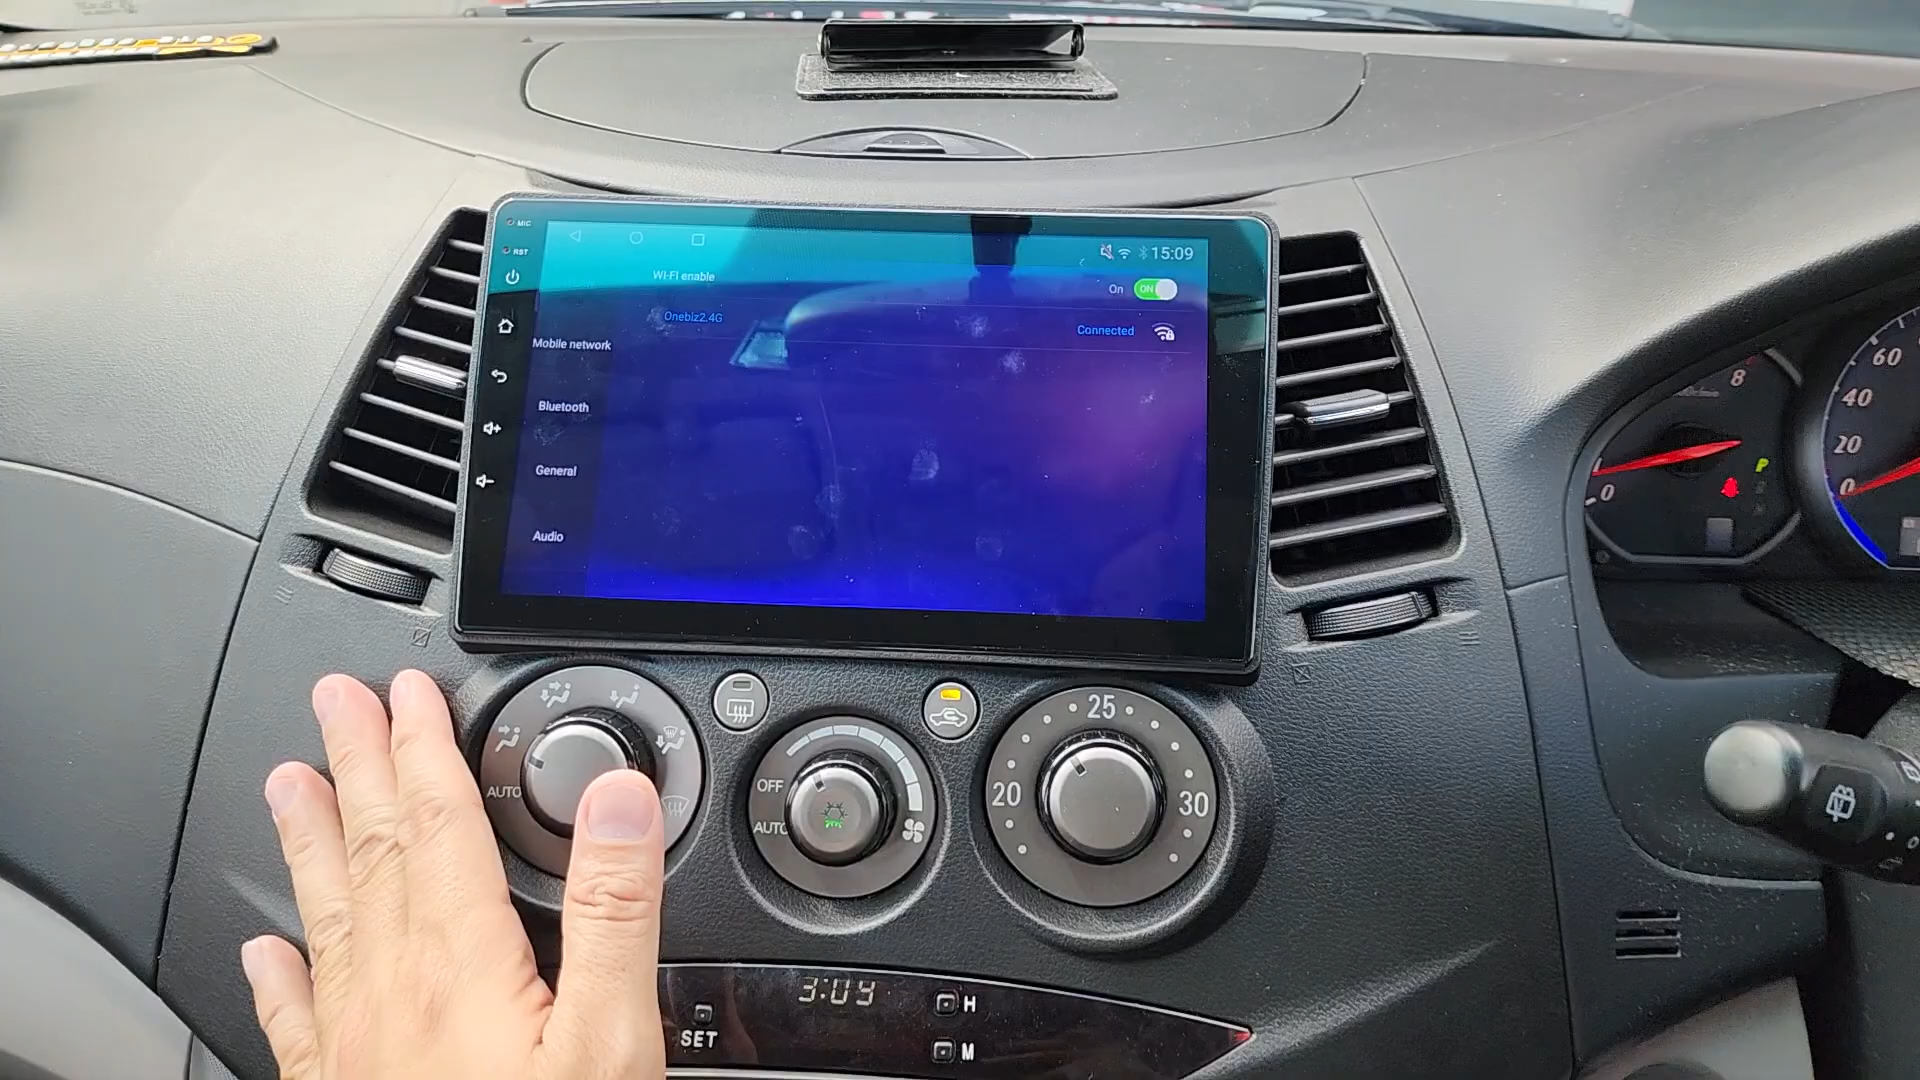 MIC
RST
15:09
WI-FI enable
On
ON
Onebiz2.4G
Connected
Mobile network
Bluetooth
General
Audio
8
60
40
20
0
0
P
25
20
30
OFF
AUTO
AUTO
3:09
H
SET
M